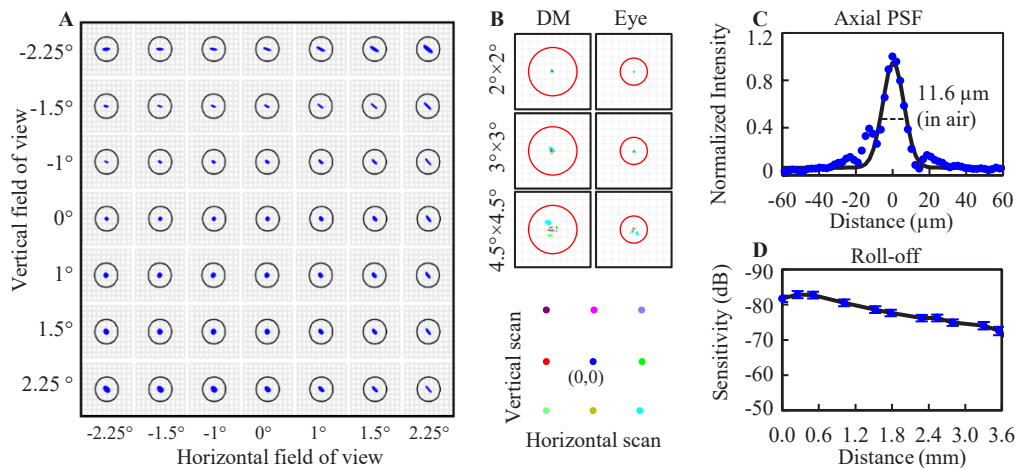 A
-2.25°
-1.5°
-1°
0°
1°
1.5°
2.25 °
Vertical field of view
-2.25°
-1.5°
-1°
0°
1°
1.5°
2.25°
Horizontal field of view
B
DM
Eye
2°×2°
3°×3°
4.5°×4.5°
Vertical scan
(0,0)
Horizontal scan
C
Axial PSF
Normalized Intensity
1.2
0.8
0.4
0
11.6 µm
(in air)
-60
-40
-20
0
20
40
60
Distance (µm)
D
Roll-off
Sensitivity (dB)
-90
-80
-70
-60
-50
0.0
0.6
1.2
1.8
2.4
3.0
3.6
Distance (mm)